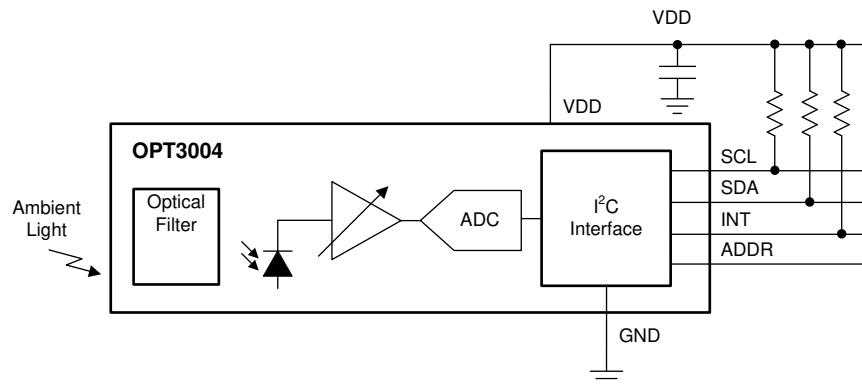 VDD
VDD
OPT3004
Ambient
Light
Optical
Filter
ADC
I²C
Interface
SCL
SDA
INT
ADDR
GND